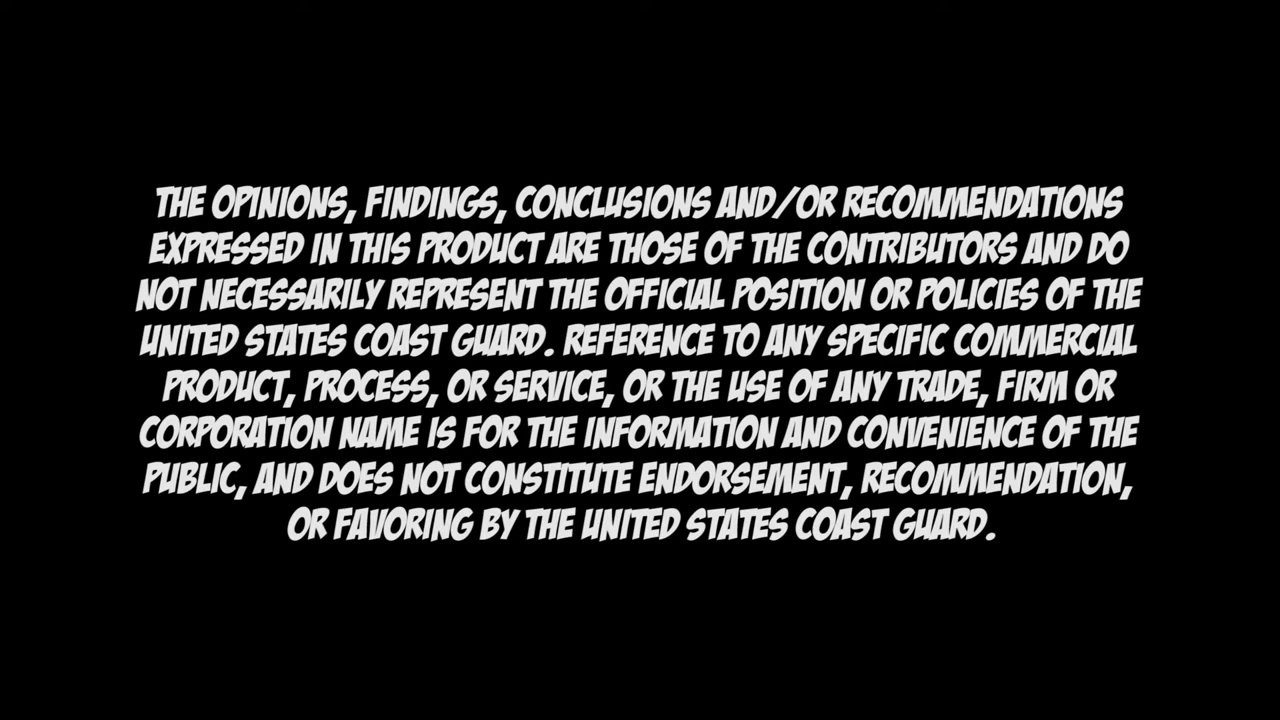 THE OPINIONS, FINDINGS, CONCLUSIONS AND/OR RECOMMENDATIONS
EXPRESSED IN THIS PRODUCT ARE THOSE OF THE CONTRIBUTORS AND DO
NOT NECESSARILY REPRESENT THE OFFICIAL POSITION OR POLICIES OF THE
UNITED STATES COAST GUARD. REFERENCE TO ANY SPECIFIC COMMERCIAL
PRODUCT, PROCESS, OR SERVICE, OR THE USE OF ANY TRADE, FIRM OR
CORPORATION NAME IS FOR THE INFORMATION AND CONVENIENCE OF THE
PUBLIC, AND DOES NOT CONSTITUTE ENDORSEMENT, RECOMMENDATION,
OR FAVORING BY THE UNITED STATES COAST GUARD.